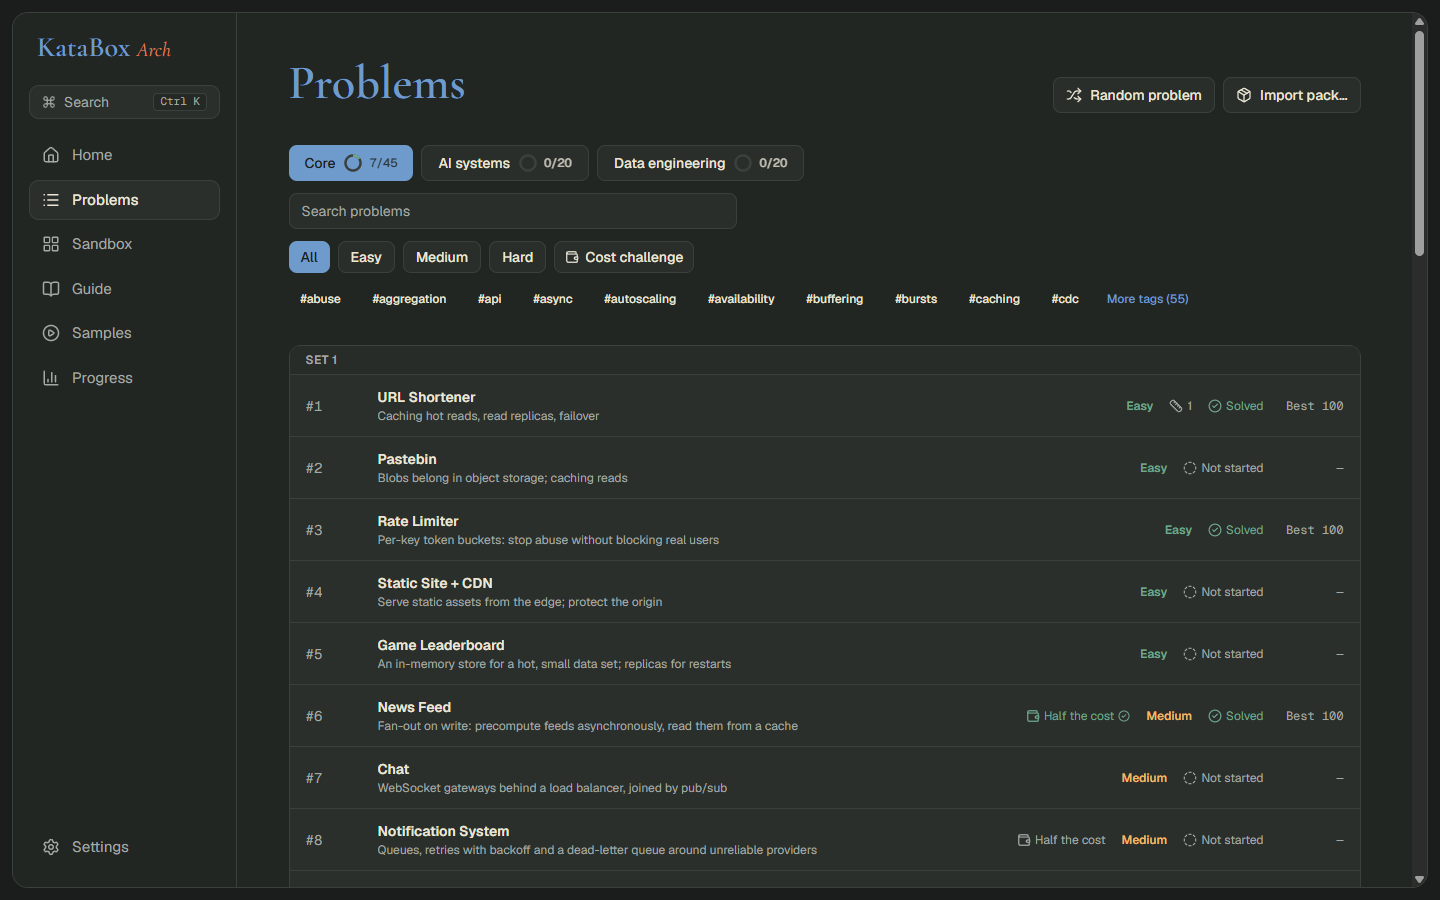 KataBox Arch
Search Ctrl K
Home
Problems
Sandbox
Guide
Samples
Progress
Settings
Problems
Random problem
Import pack…
Core 7/45
AI systems 0/20
Data engineering 0/20
Search problems
All
Easy
Medium
Hard
Cost challenge
#abuse #aggregation #api #async #autoscaling #availability #buffering #bursts #caching #cdc More tags (55)
SET 1
#1 URL Shortener Easy 1 Solved Best 100
Caching hot reads, read replicas, failover
#2 Pastebin Easy Not started –
Blobs belong in object storage; caching reads
#3 Rate Limiter Easy Solved Best 100
Per-key token buckets: stop abuse without blocking real users
#4 Static Site + CDN Easy Not started –
Serve static assets from the edge; protect the origin
#5 Game Leaderboard Easy Not started –
An in-memory store for a hot, small data set; replicas for restarts
#6 News Feed Half the cost Medium Solved Best 100
Fan-out on write: precompute feeds asynchronously, read them from a cache
#7 Chat Medium Not started –
WebSocket gateways behind a load balancer, joined by pub/sub
#8 Notification System Half the cost Medium Not started –
Queues, retries with backoff and a dead-letter queue around unreliable providers